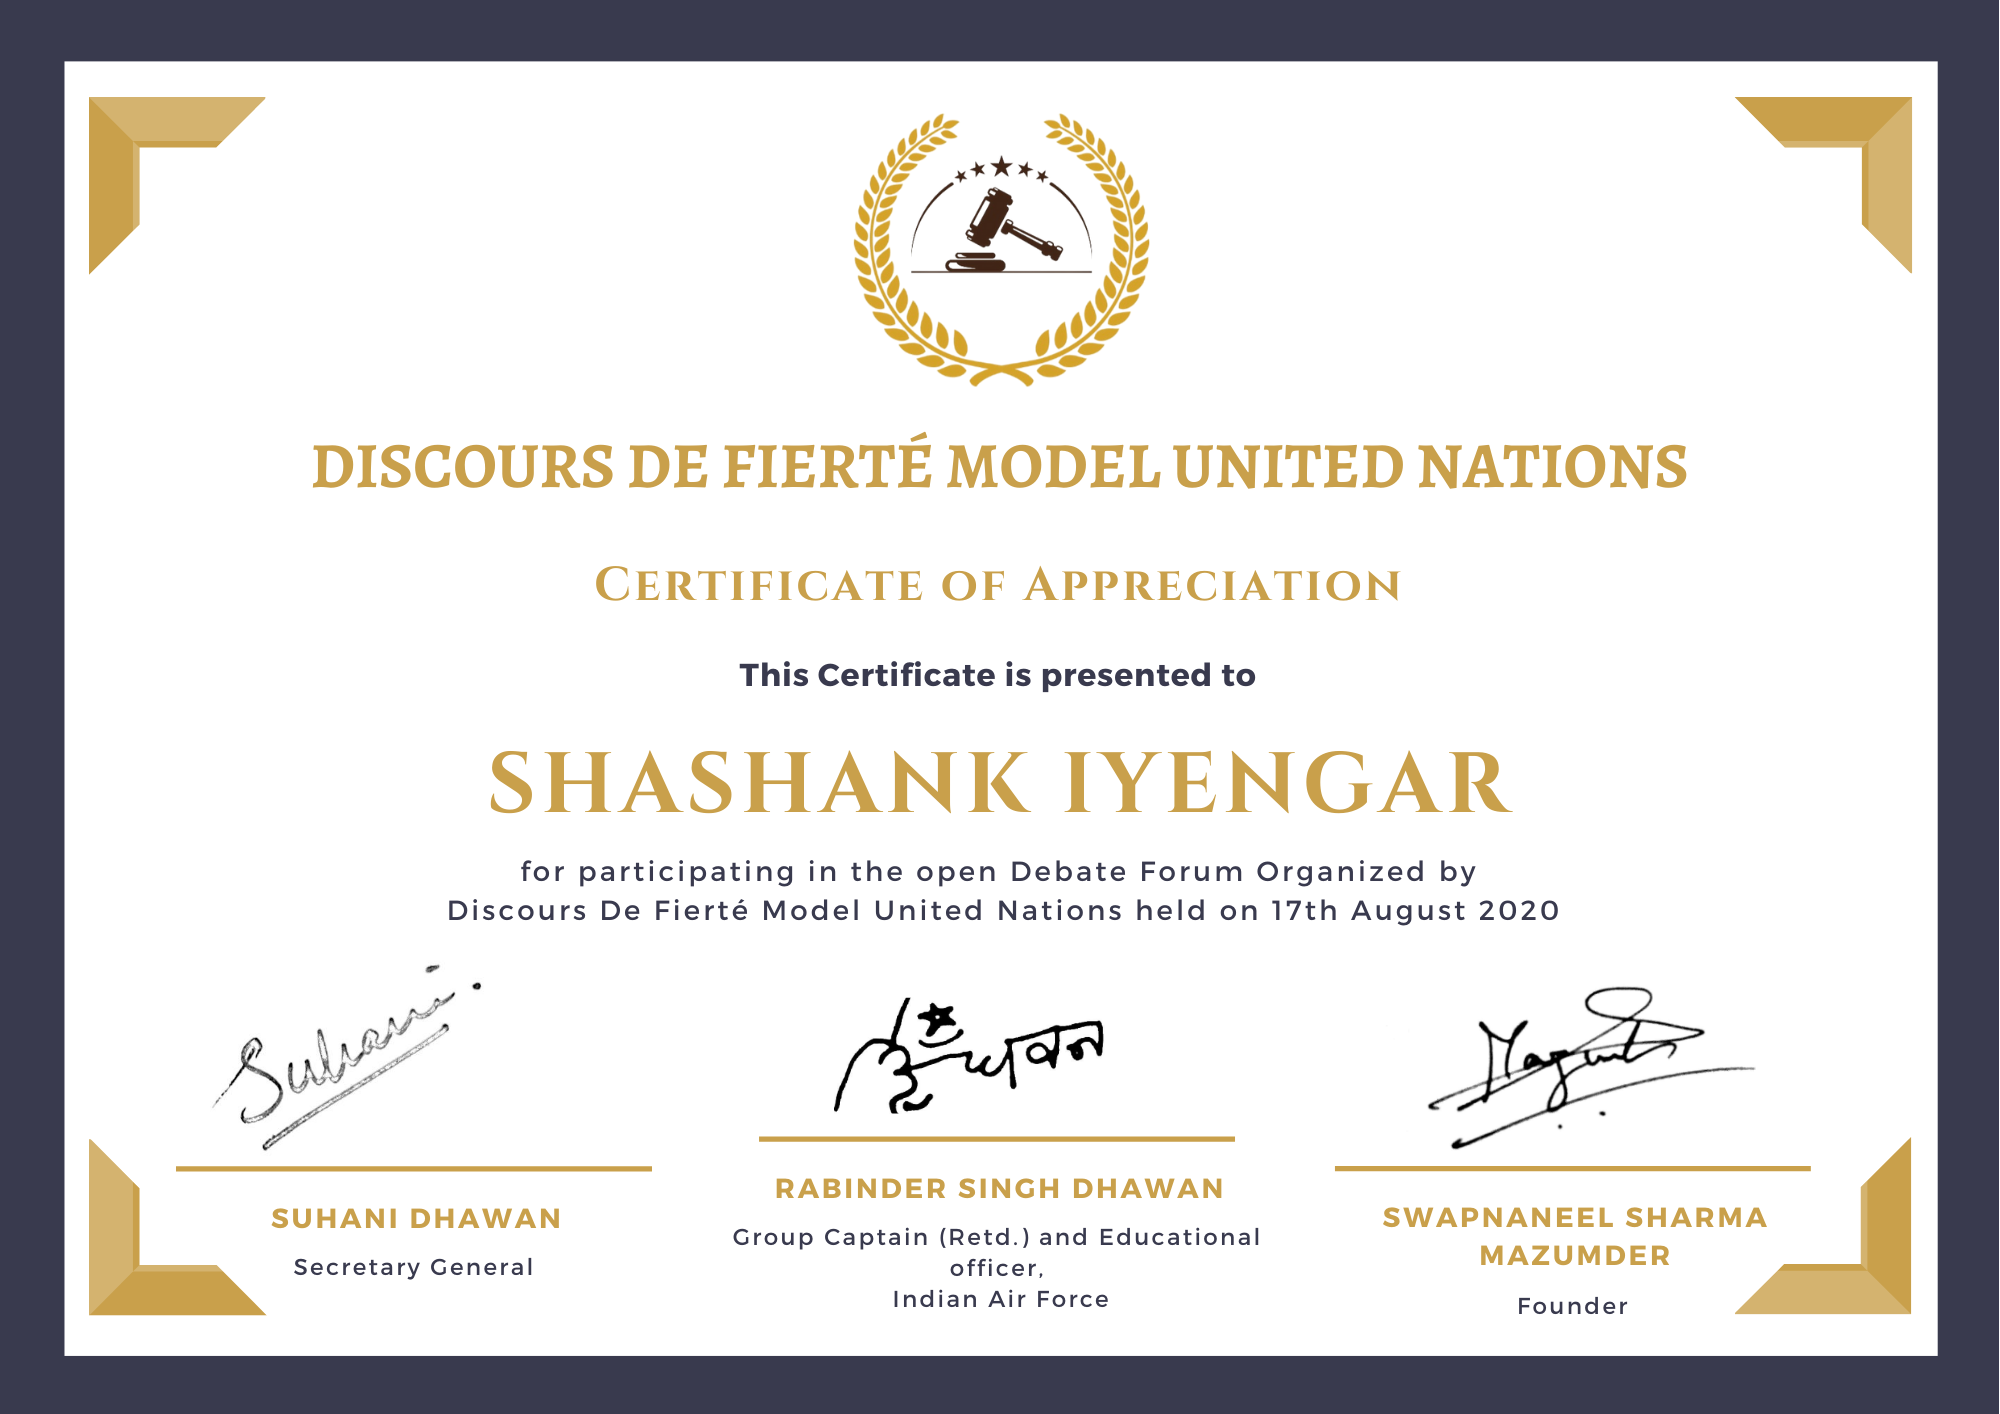 DISCOURS DE FIERTÉ MODEL UNITED NATIONS
Certificate of Appreciation
This Certificate is presented to
SHASHANK IYENGAR
for participating in the open Debate Forum Organized by
Discours De Fierté Model United Nations held on 17th August 2020
Suhani
धवन
Mazumder
SUHANI DHAWAN
Secretary General
RABINDER SINGH DHAWAN
Group Captain (Retd.) and Educational
officer,
Indian Air Force
SWAPNANEEL SHARMA
MAZUMDER
Founder